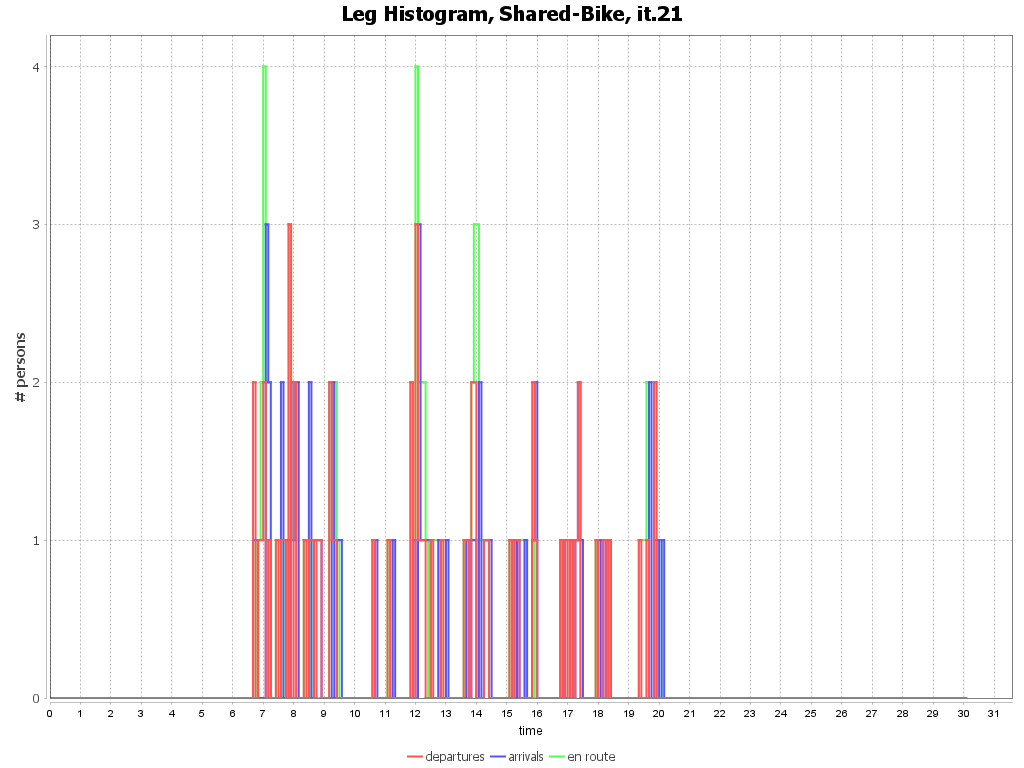 Leg Histogram, Shared-Bike, it.21
# persons
4
3
2
1
0
0 1 2 3 4 5 6 7 8 9 10 11 12 13 14 15 16 17 18 19 20 21 22 23 24 25 26 27 28 29 30 31
time
departures arrivals en route